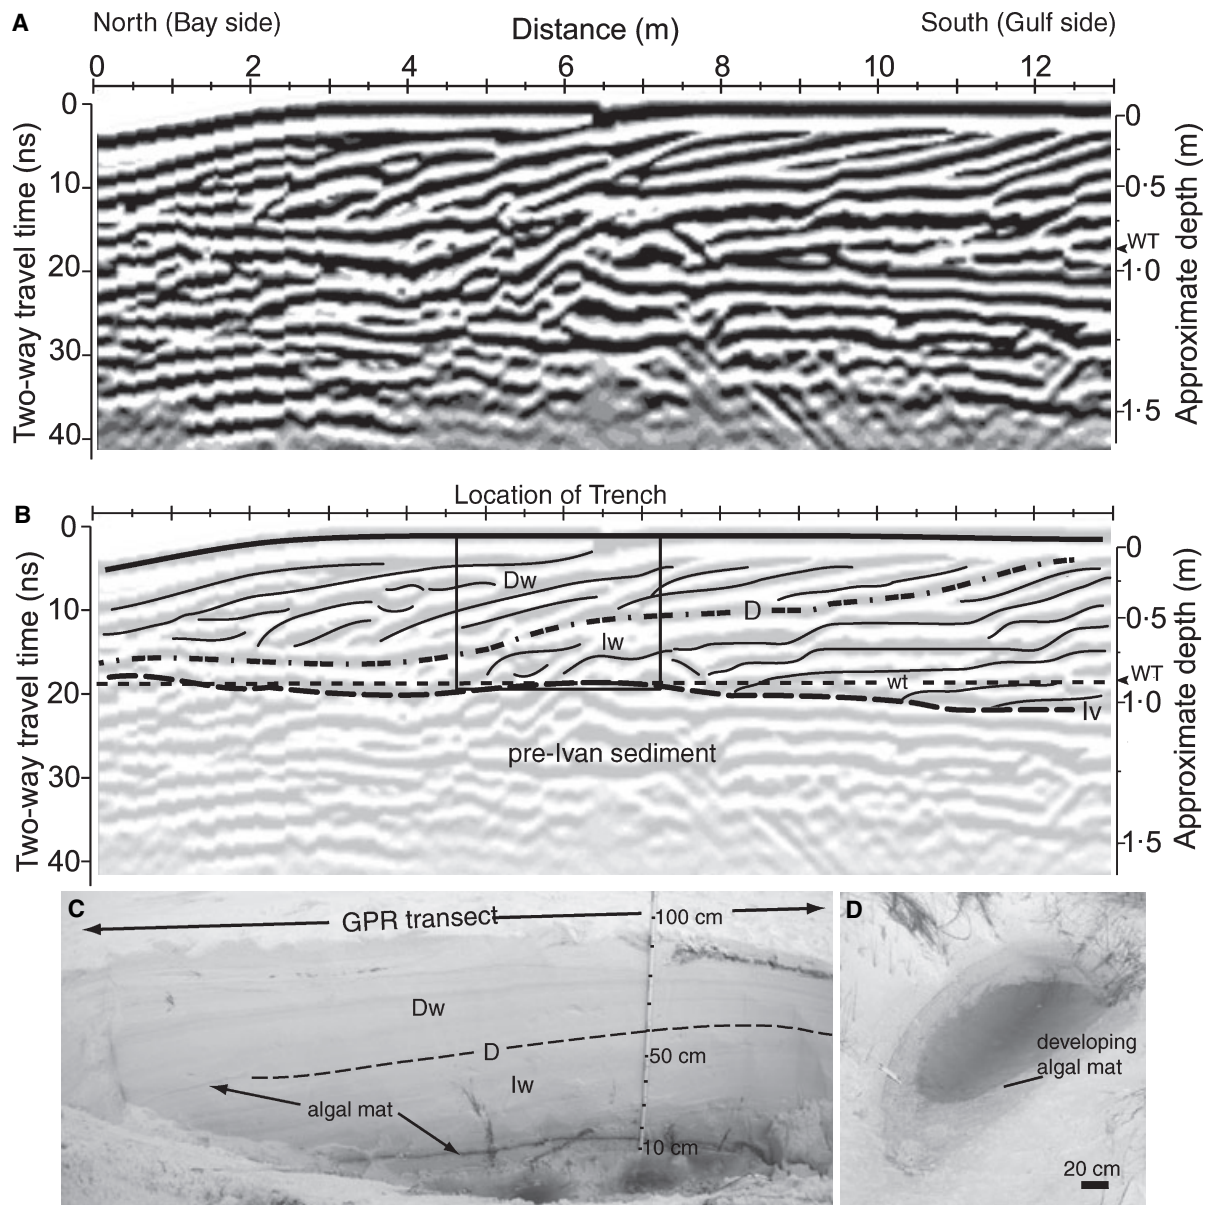 A
North (Bay side)
Distance (m)
South (Gulf side)
0 2 4 6 8 10 12
Two-way travel time (ns)
0
10
20
30
40
0
0·5
WT
1·0
1·5
Approximate depth (m)
B
Location of Trench
Two-way travel time (ns)
0
10
20
30
40
Dw
D
Iw
wt
Iv
pre-Ivan sediment
0
0·5
WT
1·0
1·5
Approximate depth (m)
C
GPR transect
100 cm
Dw
D
50 cm
Iw
algal mat
10 cm
D
developing
algal mat
20 cm